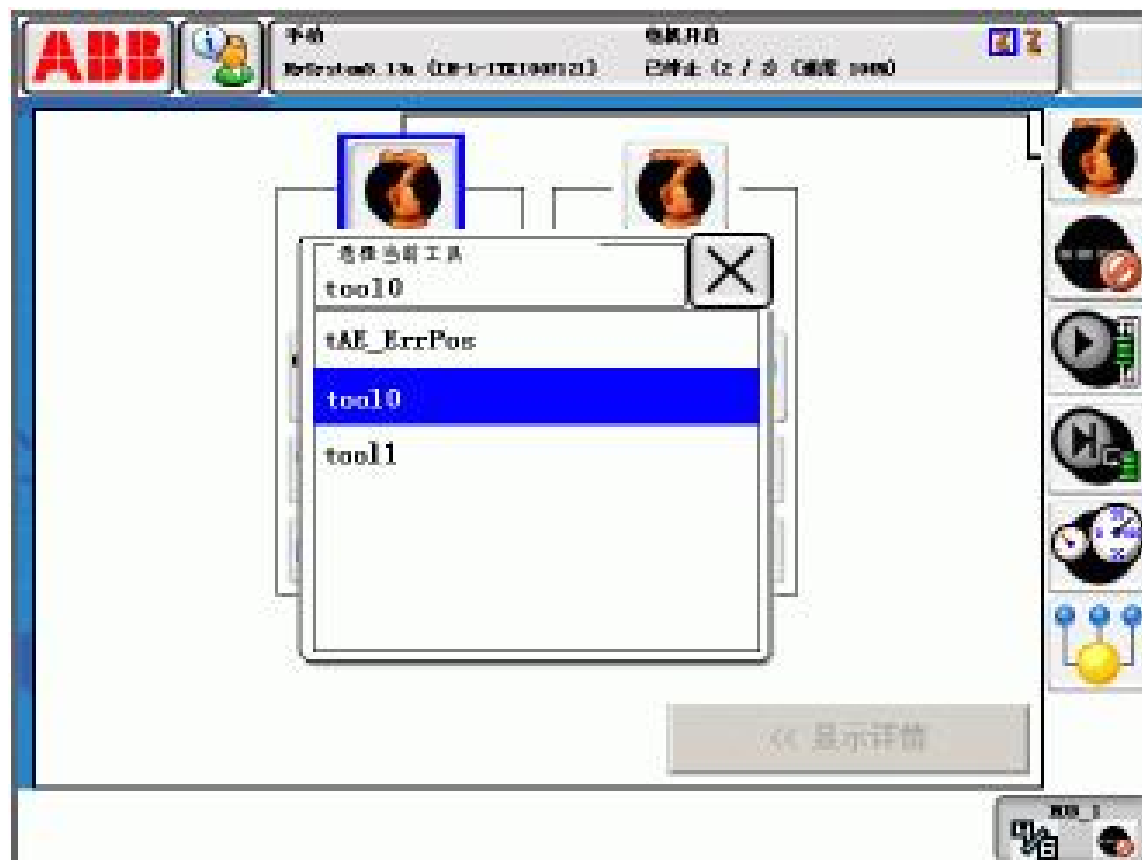 ABB
手动
电机开启
已停止 (2 / 2) (速度 100%)
选择当前工具
tool0
tAE_ErrPos
tool0
tool1
<< 显示详情